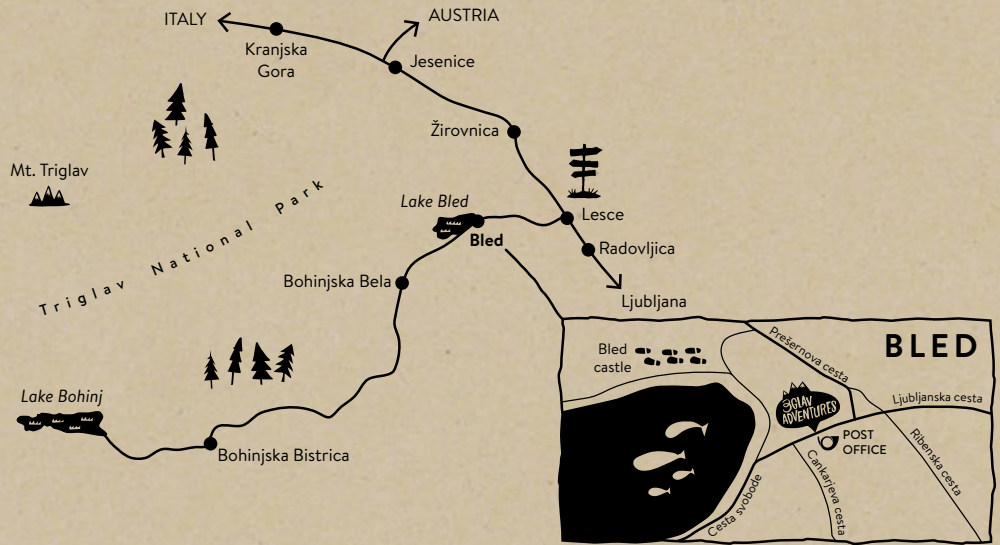 ITALY
AUSTRIA
Kranjska
Gora
Jesenice
Žirovnica
Mt. Triglav
Triglav National Park
Lake Bled
Bled
Lesce
Radovljica
Ljubljana
Bohinjska Bela
Lake Bohinj
Bohinjska Bistrica
BLED
Bled
castle
Prešernova cesta
Ljubljanska cesta
3GLAV
ADVENTURES
POST
OFFICE
Ribenska cesta
Cankarjeva cesta
Cesta svobode